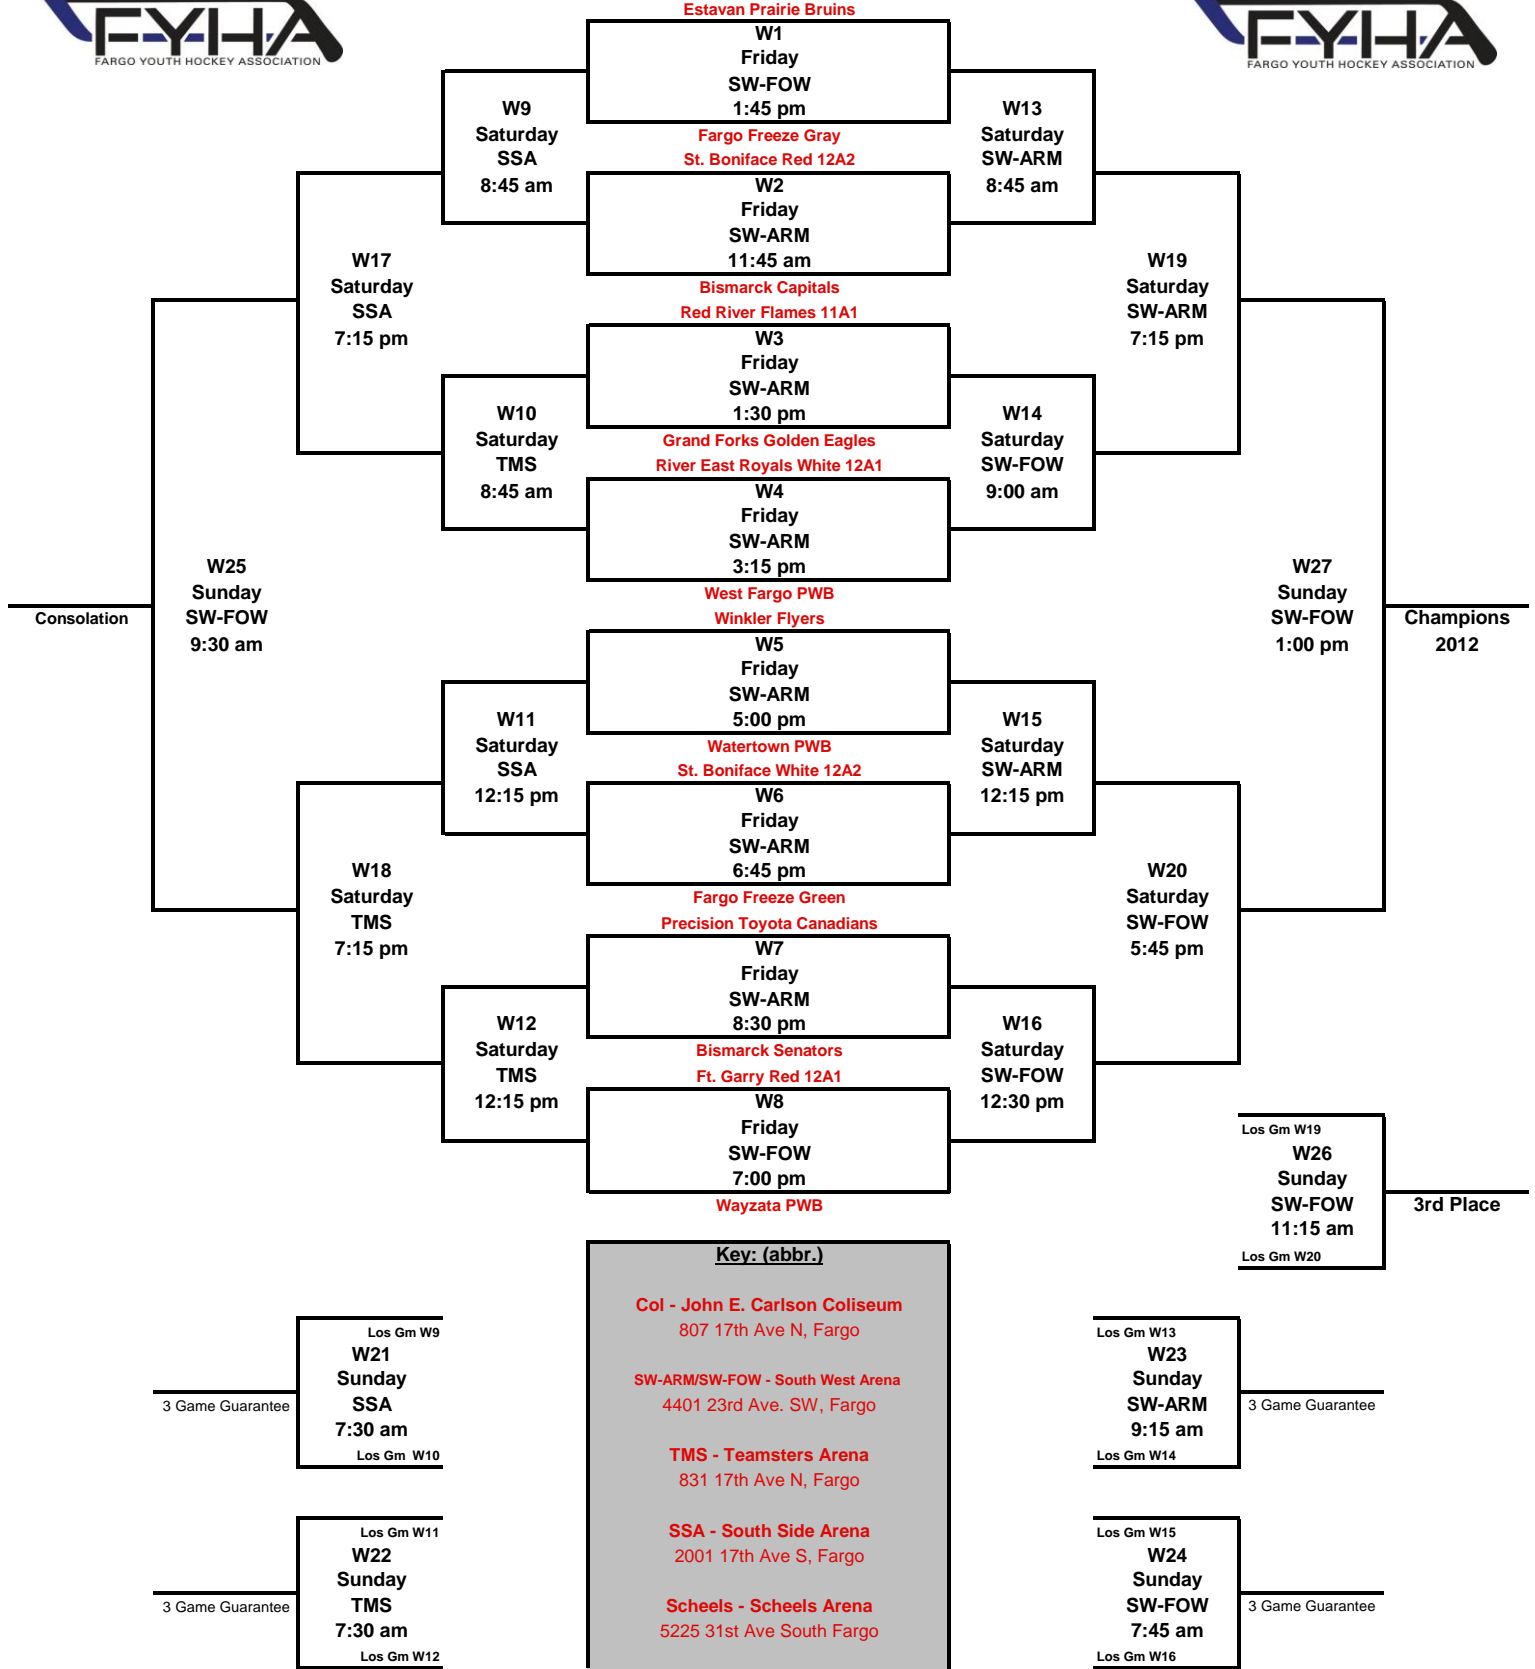 FYHA
FARGO YOUTH HOCKEY ASSOCIATION
FYHA
FARGO YOUTH HOCKEY ASSOCIATION
Estavan Prairie Bruins
W1
Friday
SW-FOW
1:45 pm
Fargo Freeze Gray
St. Boniface Red 12A2
W2
Friday
SW-ARM
11:45 am
Bismarck Capitals
Red River Flames 11A1
W3
Friday
SW-ARM
1:30 pm
Grand Forks Golden Eagles
River East Royals White 12A1
W4
Friday
SW-ARM
3:15 pm
West Fargo PWB
Winkler Flyers
W5
Friday
SW-ARM
5:00 pm
Watertown PWB
St. Boniface White 12A2
W6
Friday
SW-ARM
6:45 pm
Fargo Freeze Green
Precision Toyota Canadians
W7
Friday
SW-ARM
8:30 pm
Bismarck Senators
Ft. Garry Red 12A1
W8
Friday
SW-FOW
7:00 pm
Wayzata PWB
W9
Saturday
SSA
8:45 am
W10
Saturday
TMS
8:45 am
W11
Saturday
SSA
12:15 pm
W12
Saturday
TMS
12:15 pm
W17
Saturday
SSA
7:15 pm
W18
Saturday
TMS
7:15 pm
W25
Sunday
SW-FOW
9:30 am
Consolation
W13
Saturday
SW-ARM
8:45 am
W14
Saturday
SW-FOW
9:00 am
W15
Saturday
SW-ARM
12:15 pm
W16
Saturday
SW-FOW
12:30 pm
W19
Saturday
SW-ARM
7:15 pm
W20
Saturday
SW-FOW
5:45 pm
W27
Sunday
SW-FOW
1:00 pm
Champions
2012
Los Gm W19
W26
Sunday
SW-FOW
11:15 am
Los Gm W20
3rd Place
Key: (abbr.)
Col - John E. Carlson Coliseum
807 17th Ave N, Fargo
SW-ARM/SW-FOW - South West Arena
4401 23rd Ave. SW, Fargo
TMS - Teamsters Arena
831 17th Ave N, Fargo
SSA - South Side Arena
2001 17th Ave S, Fargo
Scheels - Scheels Arena
5225 31st Ave South Fargo
Los Gm W9
W21
Sunday
SSA
7:30 am
Los Gm W10
3 Game Guarantee
Los Gm W11
W22
Sunday
TMS
7:30 am
Los Gm W12
3 Game Guarantee
Los Gm W13
W23
Sunday
SW-ARM
9:15 am
Los Gm W14
3 Game Guarantee
Los Gm W15
W24
Sunday
SW-FOW
7:45 am
Los Gm W16
3 Game Guarantee